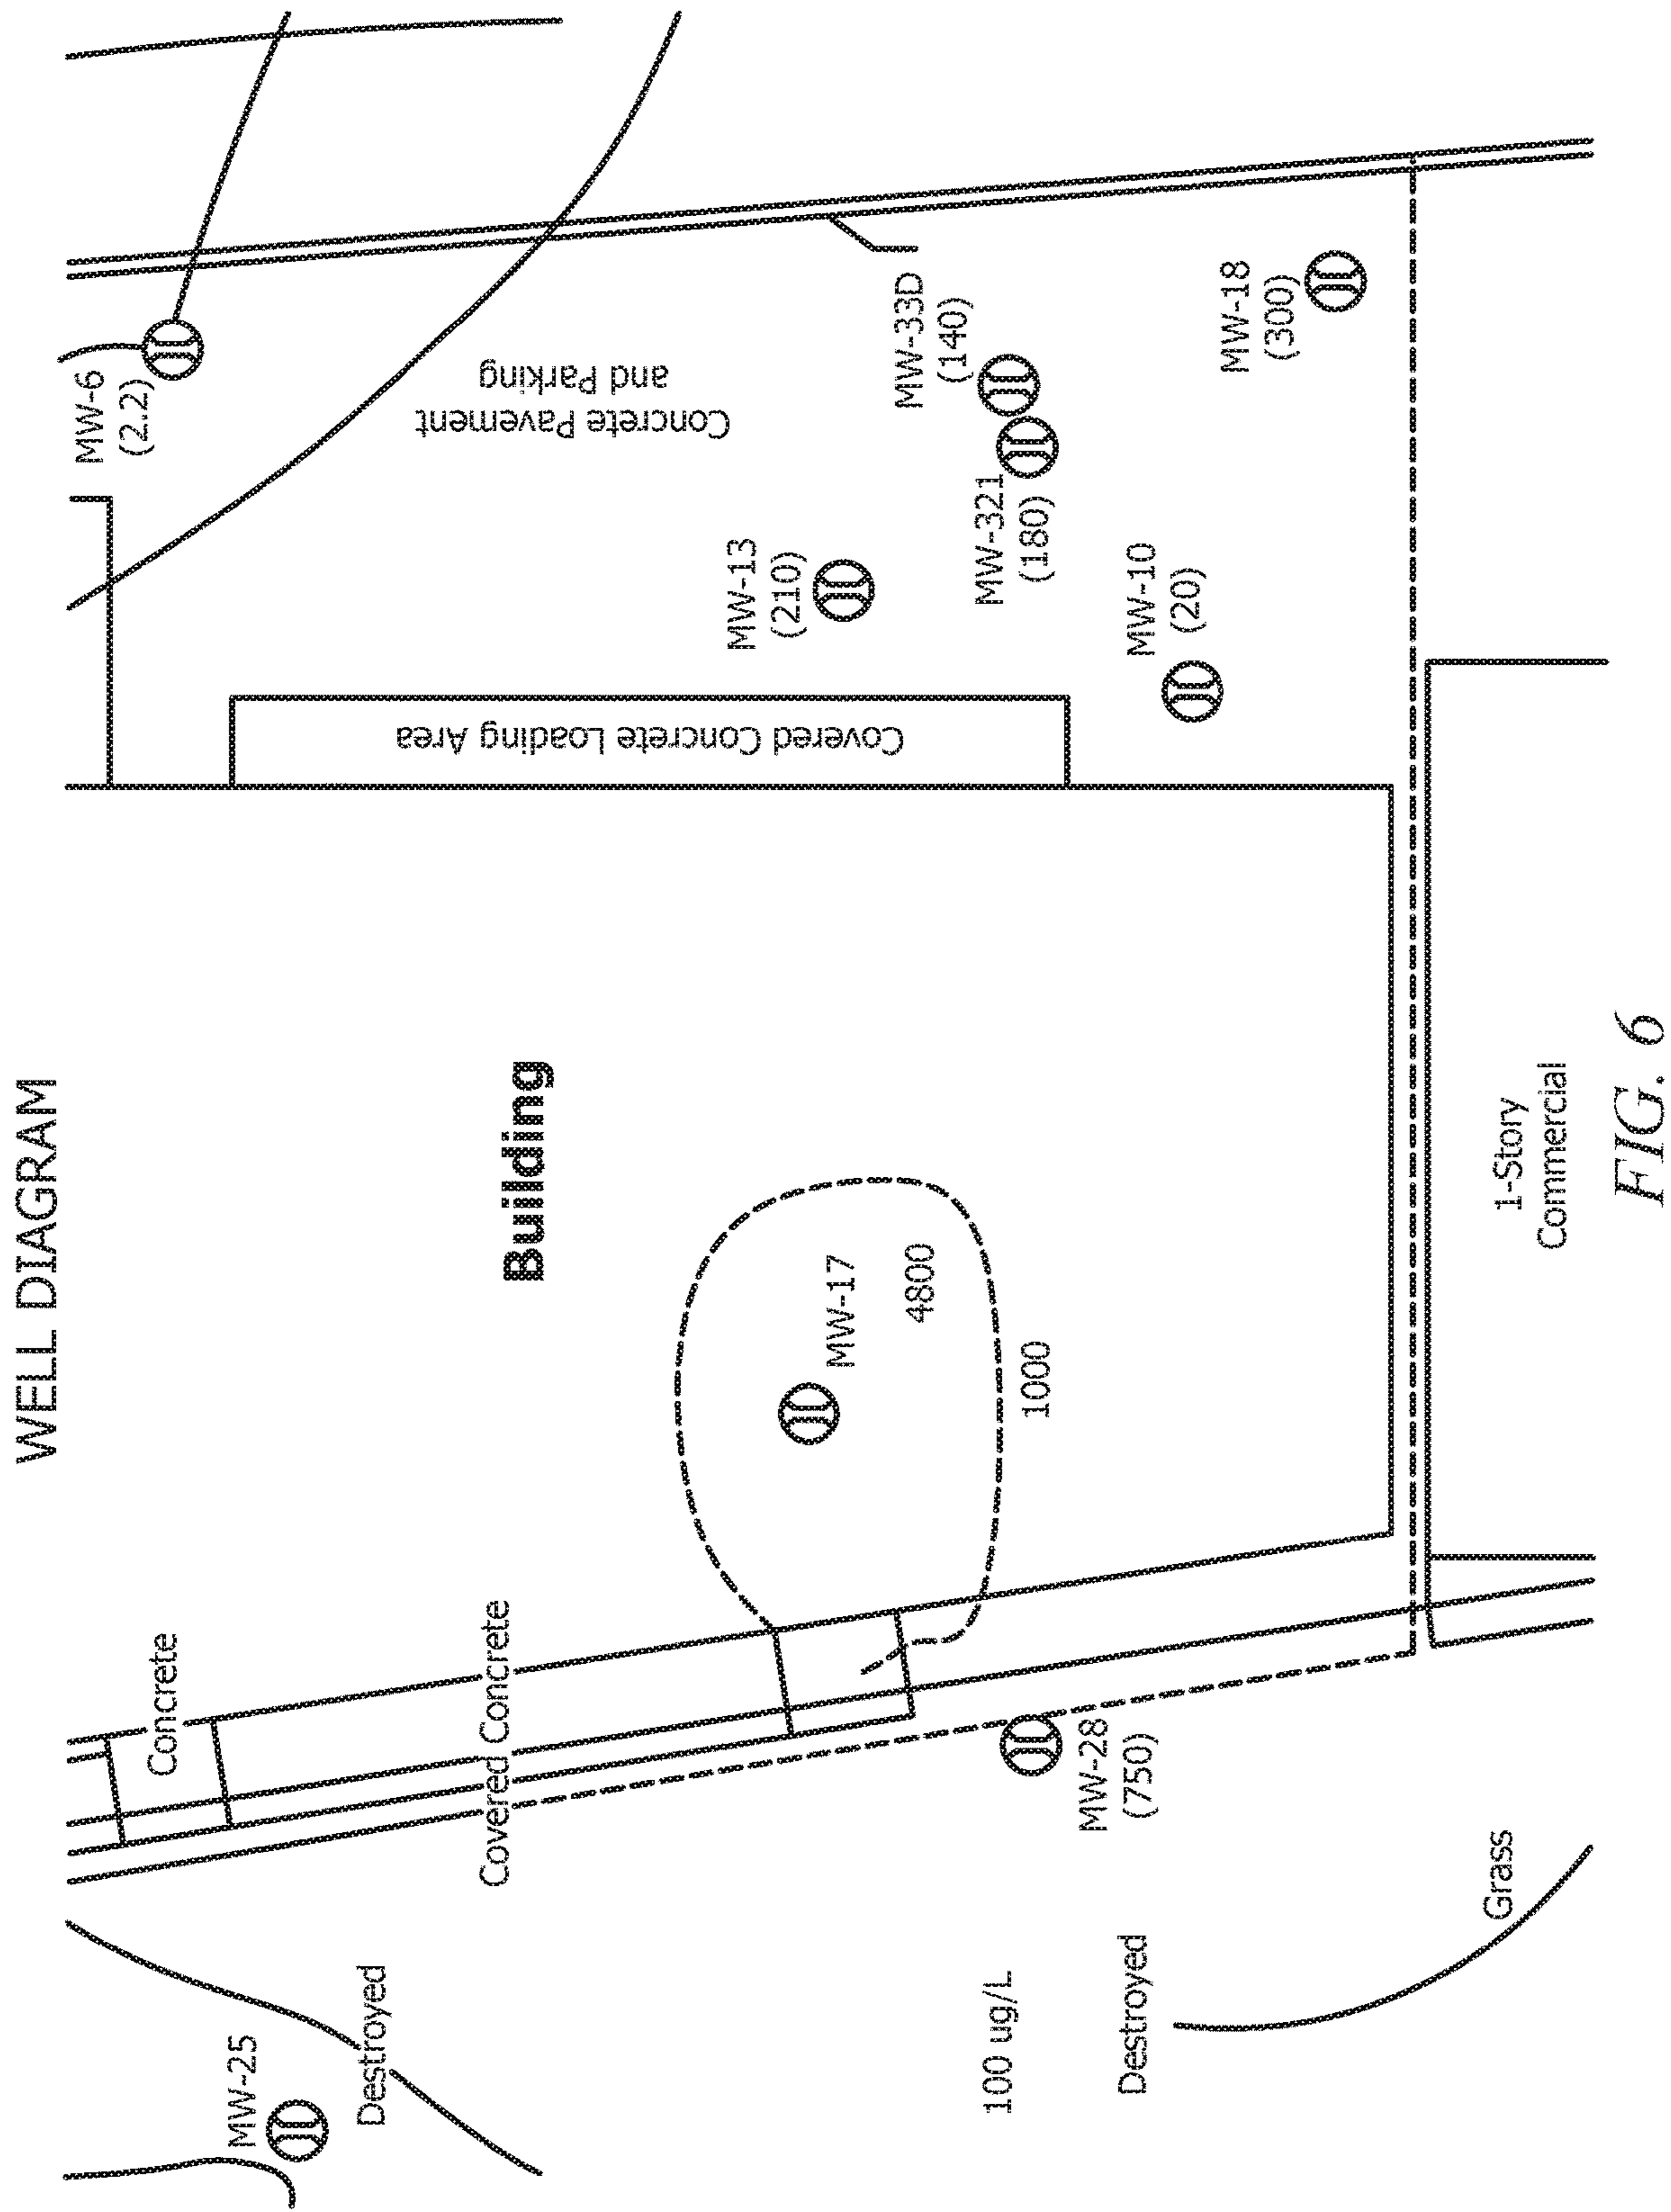 WELL DIAGRAM
MW-25
Destroyed
Concrete
Covered Concrete
Building
MW-6
(2.2)
Concrete Pavement
and Parking
Covered Concrete Loading Area
MW-13
(210)
MW-33D
(140)
MW-321
(180)
MW-10
(20)
MW-18
(300)
MW-17
4800
1000
MW-28
(750)
100 ug/L
Destroyed
Grass
1-Story
Commercial
FIG. 6